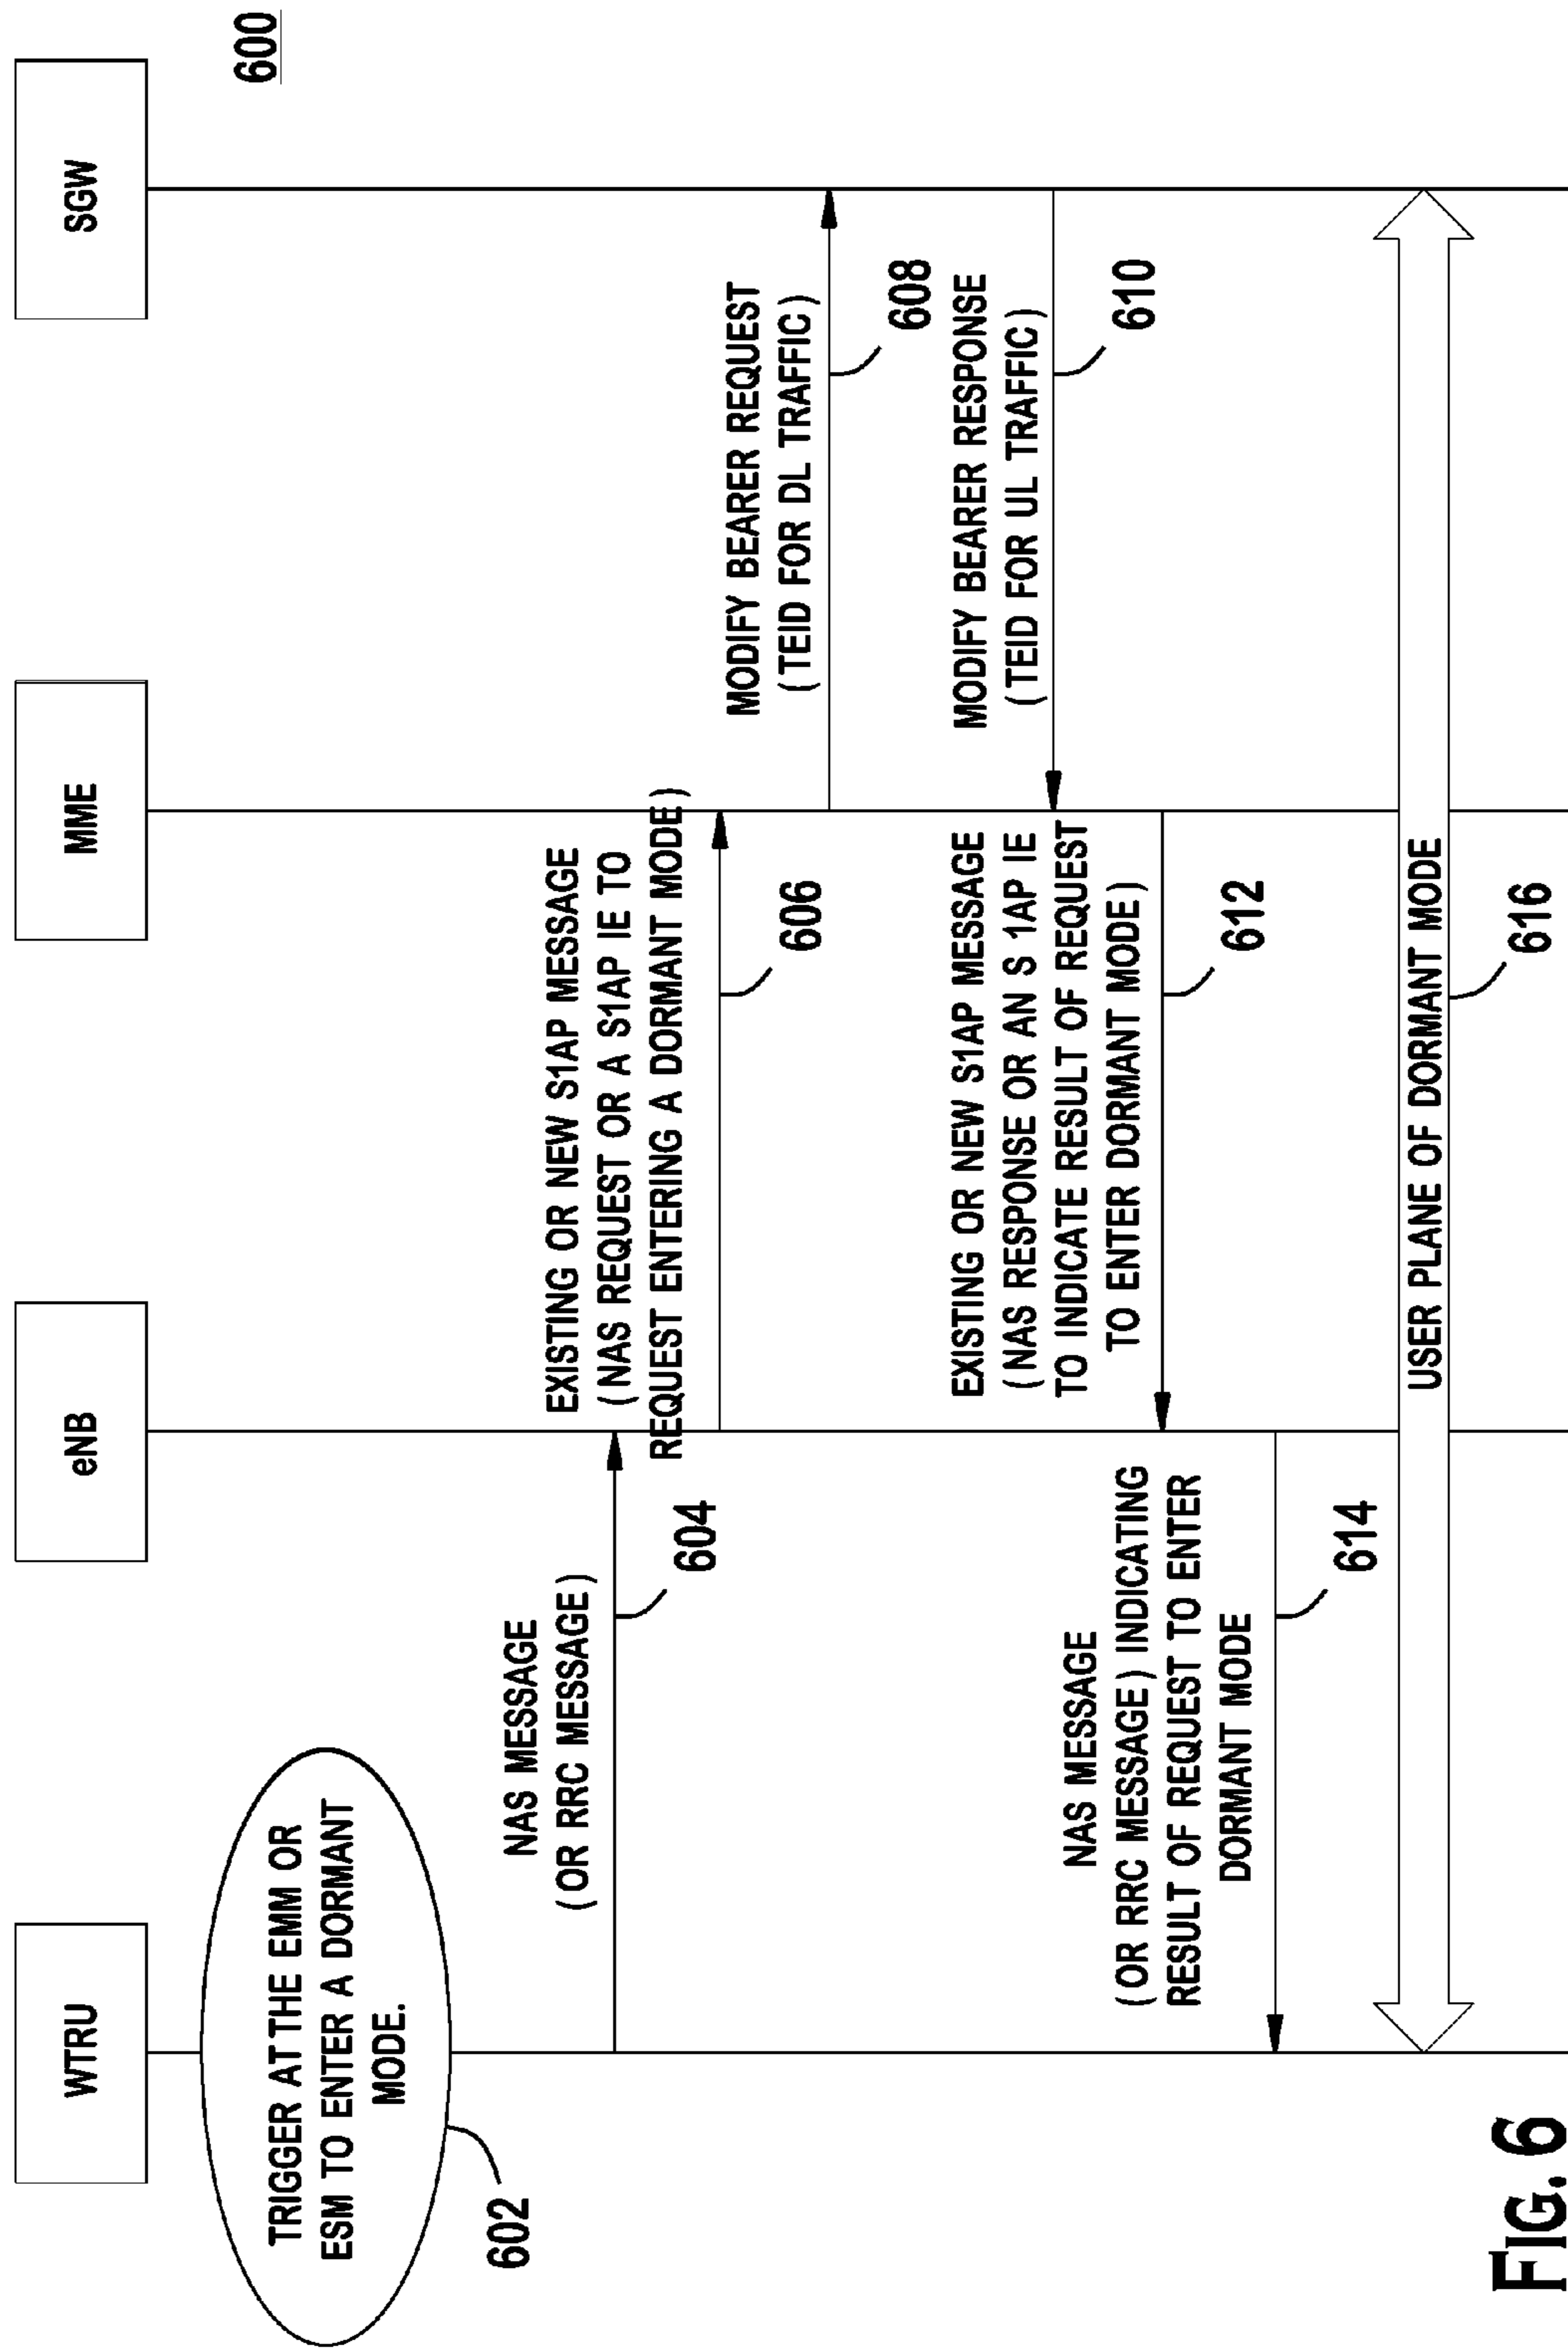 600
WTRU
eNB
MME
SGW
TRIGGER AT THE EMM OR
ESM TO ENTER A DORMANT
MODE.
602
NAS MESSAGE
(OR RRC MESSAGE)
604
EXISTING OR NEW S1AP MESSAGE
(NAS REQUEST OR A S1AP IE TO
REQUEST ENTERING A DORMANT MODE)
606
MODIFY BEARER REQUEST
(TEID FOR DL TRAFFIC)
608
MODIFY BEARER RESPONSE
(TEID FOR UL TRAFFIC)
610
EXISTING OR NEW S1AP MESSAGE
(NAS RESPONSE OR AN S 1AP IE
TO INDICATE RESULT OF REQUEST
TO ENTER DORMANT MODE)
612
NAS MESSAGE
(OR RRC MESSAGE) INDICATING
RESULT OF REQUEST TO ENTER
DORMANT MODE
614
USER PLANE OF DORMANT MODE
616
FIG. 6